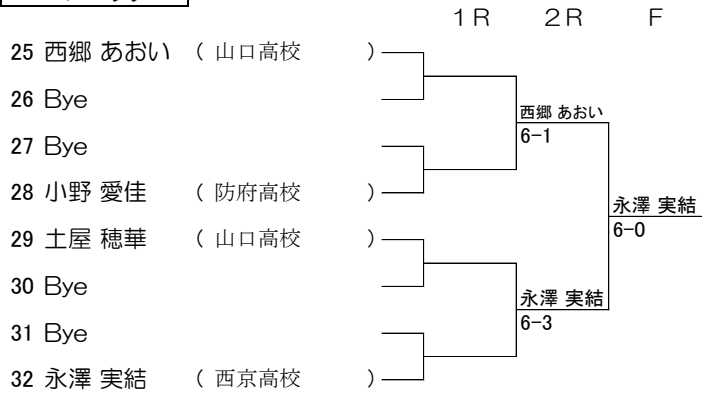 1R 2R F
25 西郷 あおい ( 山口高校 )
26 Bye
西郷 あおい
27 Bye
6-1
28 小野 愛佳 ( 防府高校 )
永澤 実結
29 土屋 穂華 ( 山口高校 )
6-0
30 Bye
永澤 実結
31 Bye
6-3
32 永澤 実結 ( 西京高校 )